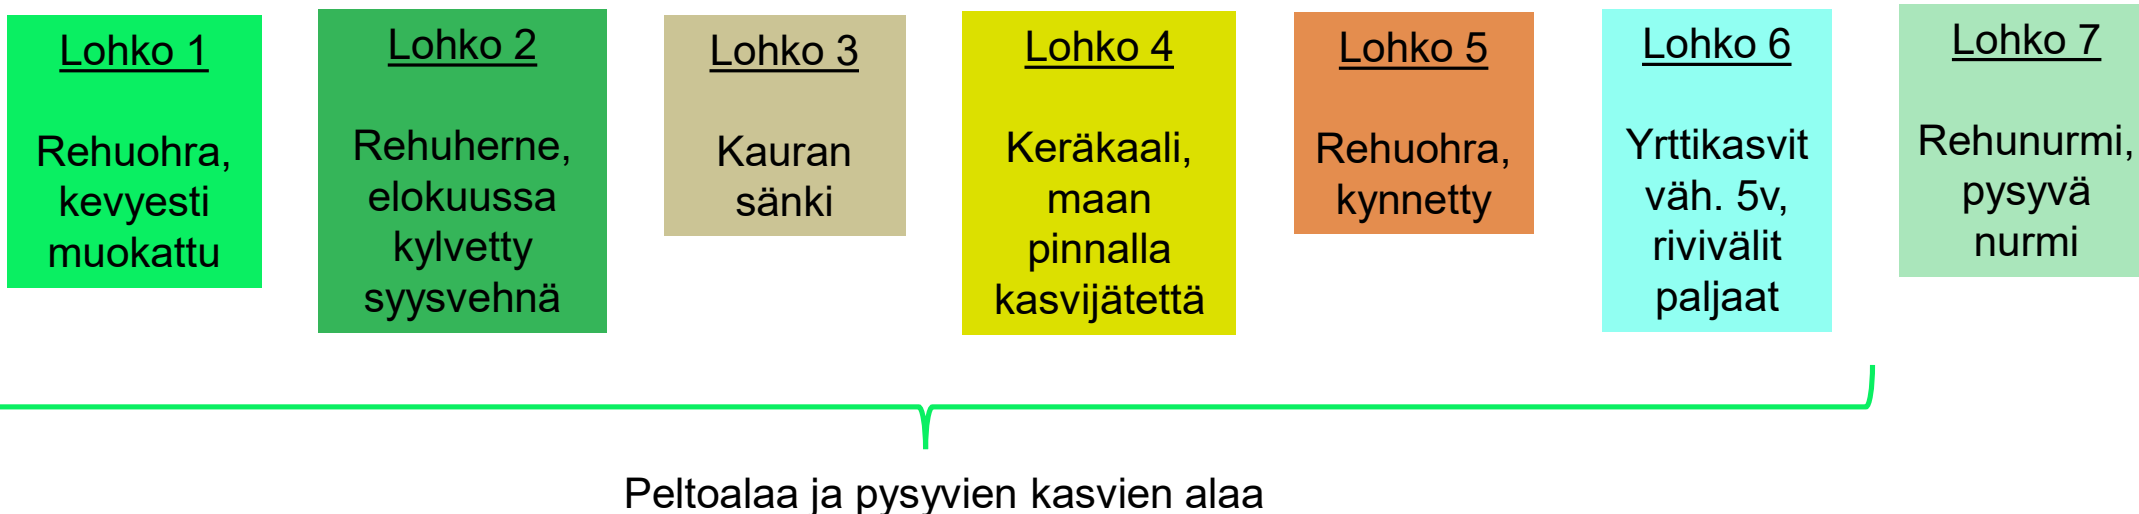 Lohko 1
Rehuohra,
kevyesti
muokattu
Lohko 2
Rehuherne,
elokuussa
kylvetty
syysvehnä
Lohko 3
Kauran
sänki
Lohko 4
Keräkaali,
maan
pinnalla
kasvijätettä
Lohko 5
Rehuohra,
kynnetty
Lohko 6
Yrttikasvit
väh. 5v,
rivivälit
paljaat
Lohko 7
Rehunurmi,
pysyvä
nurmi
Peltoalaa ja pysyvien kasvien alaa